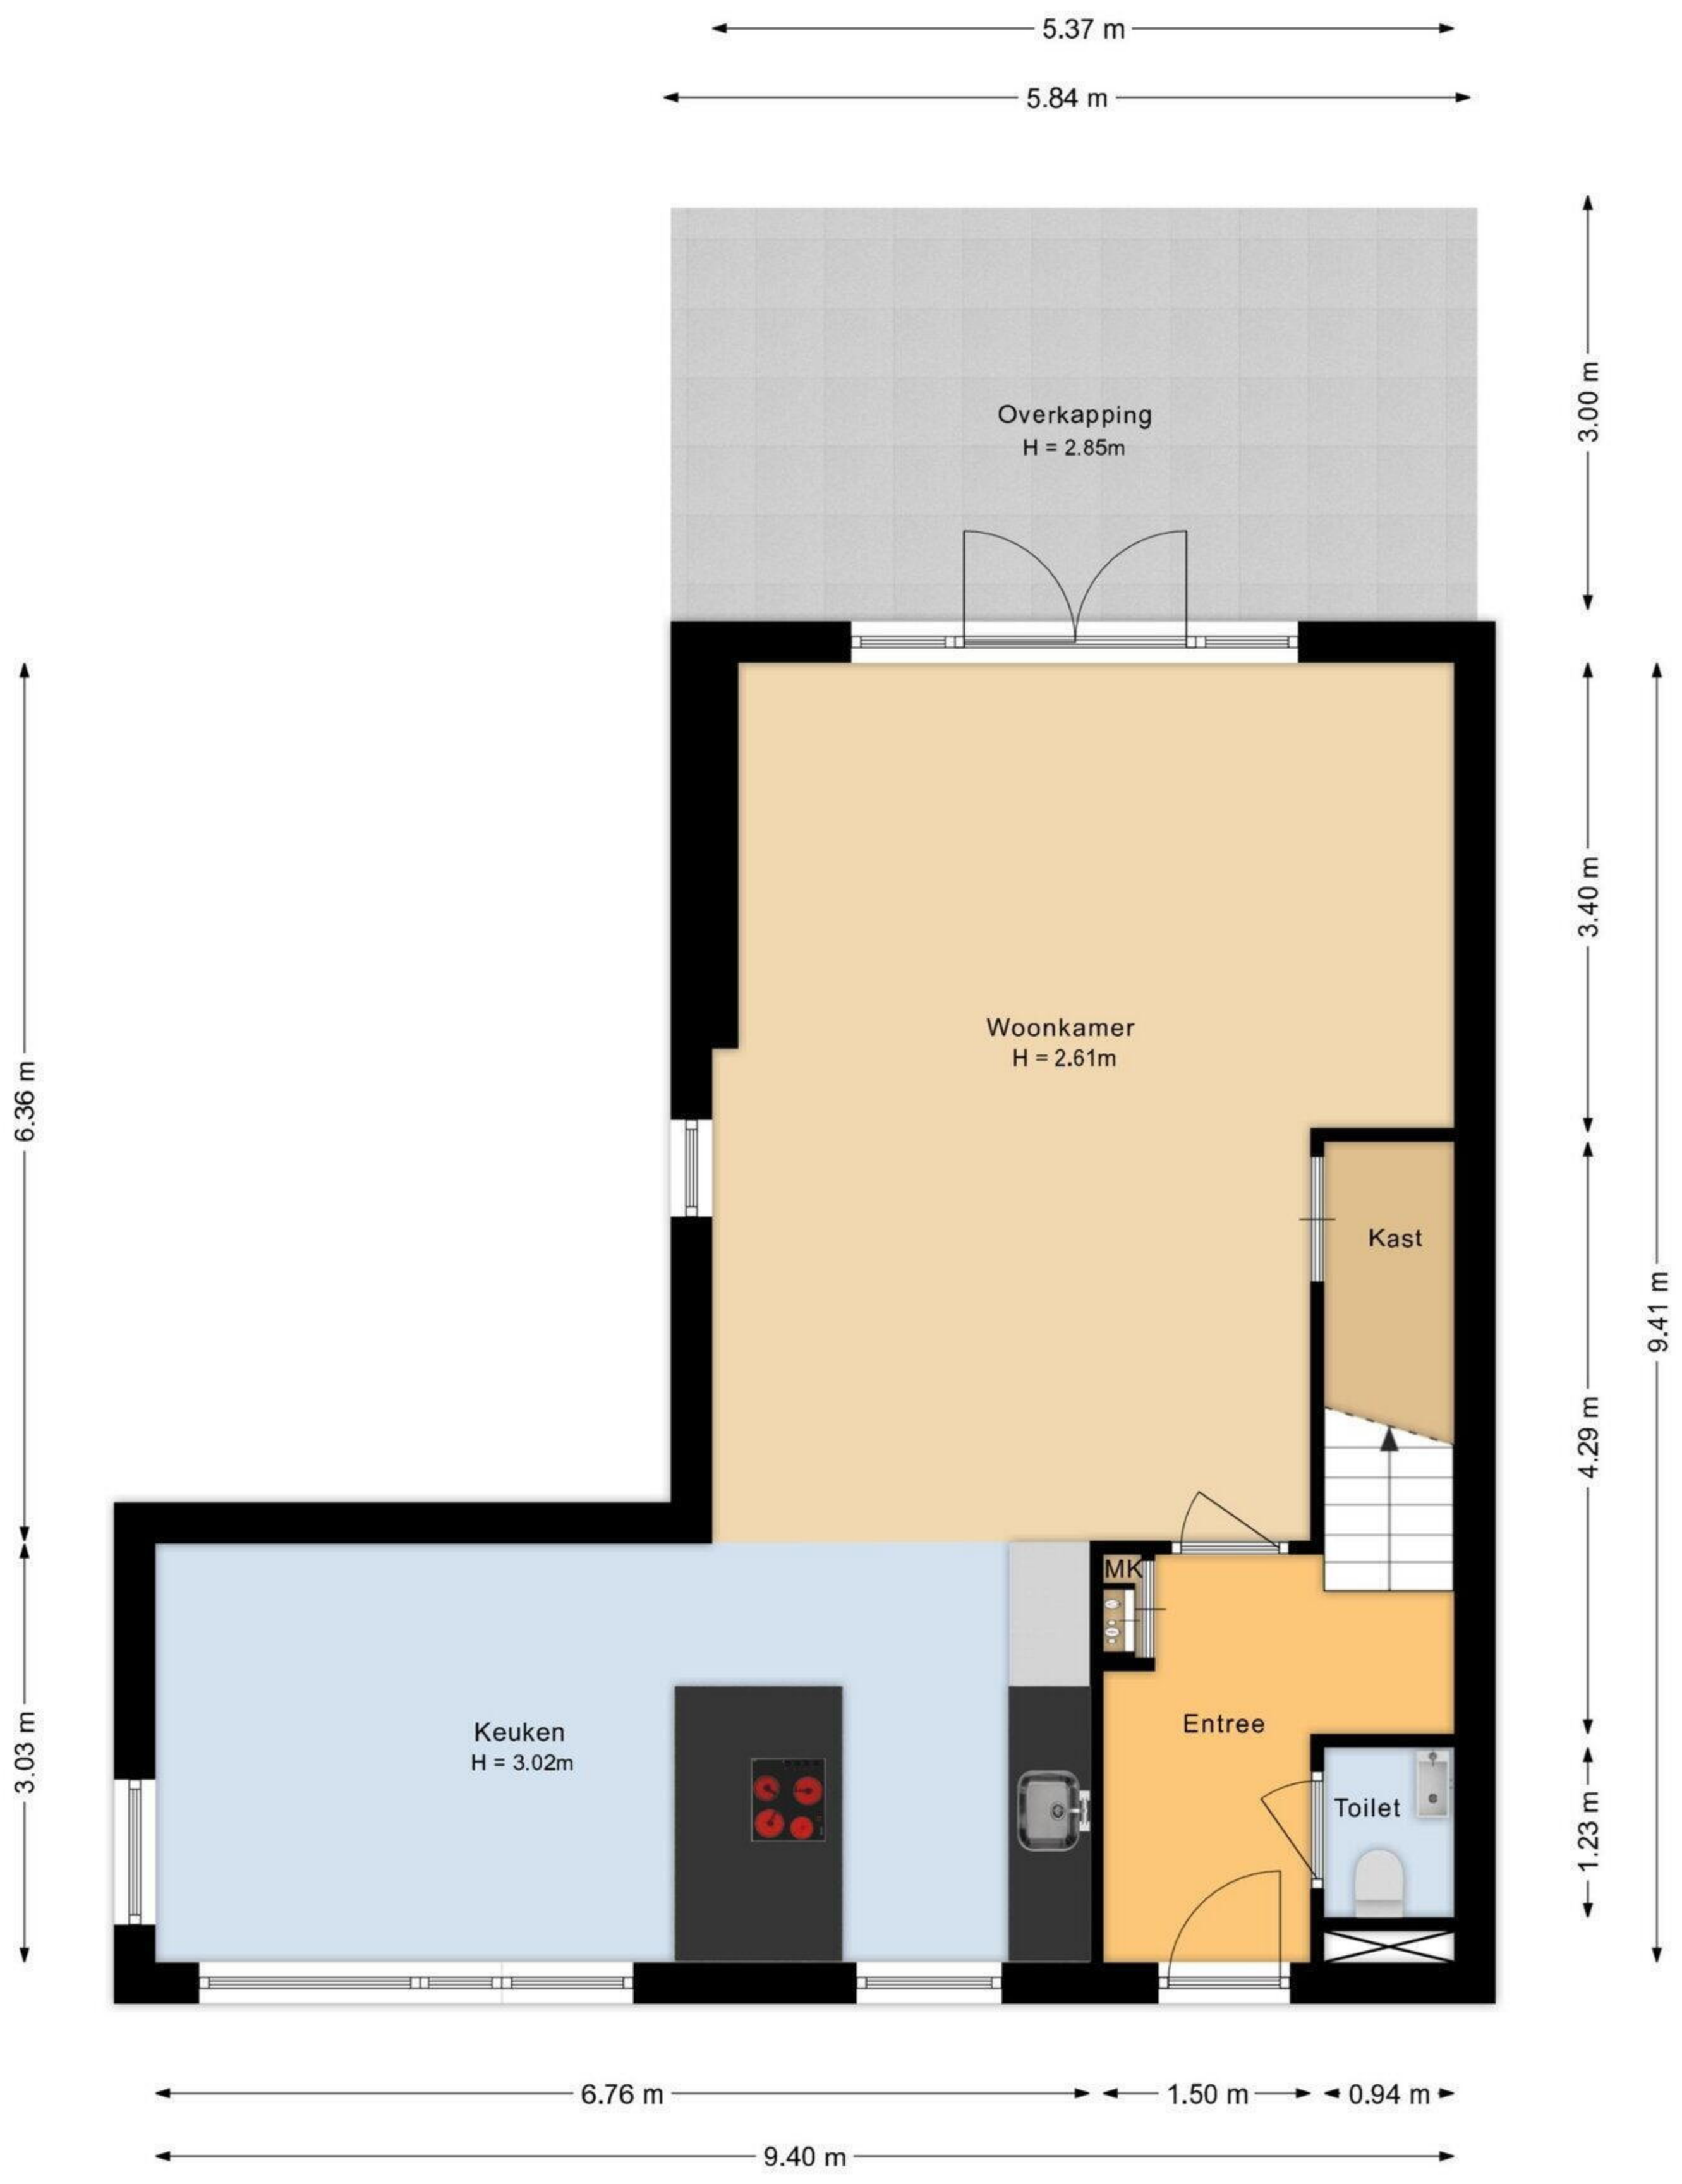 5.37 m
5.84 m
3.00 m
Overkapping
H = 2.85m
3.40 m
Woonkamer
H = 2.61m
6.36 m
Kast
9.41 m
4.29 m
MK
Keuken
H = 3.02m
Entree
3.03 m
Toilet
1.23 m
6.76 m
1.50 m
0.94 m
9.40 m